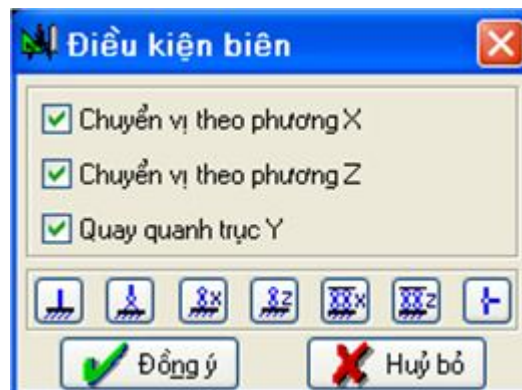 Điều kiện biên
Chuyển vị theo phương X
Chuyển vị theo phương Z
Quay quanh trục Y
x z x z
Đồng ý Huỷ bỏ